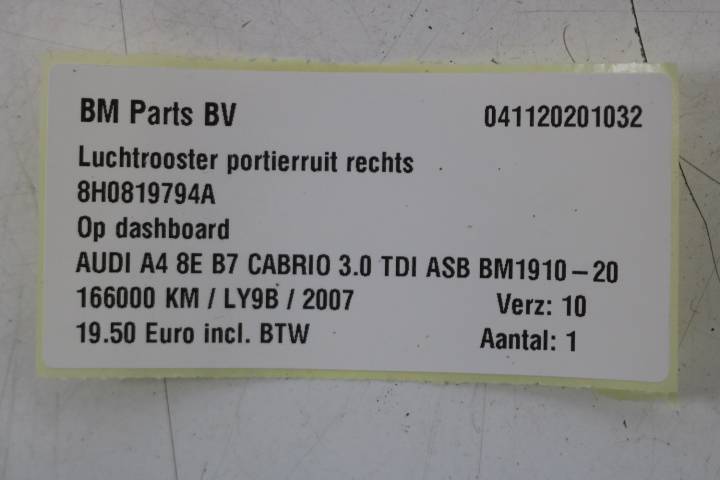 BM Parts BV 041120201032
Luchtrooster portierruit rechts
8H0819794A
Op dashboard
AUDI A4 8E B7 CABRIO 3.0 TDI ASB BM1910-20
166000 KM / LY9B / 2007 Verz: 10
19.50 Euro incl. BTW Aantal: 1